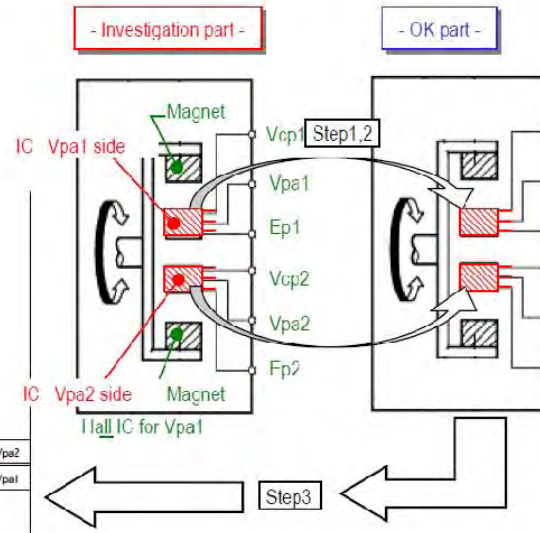 - Investigation part -
- OK part -
Magnet
Vcp1
Step1,2
IC Vpa1 side
Vpa1
Ep1
Vcp2
Vpa2
IC Vpa2 side
Magnet
Ep2
Hall IC for Vpa1
Vpa2
Vpa1
Step3